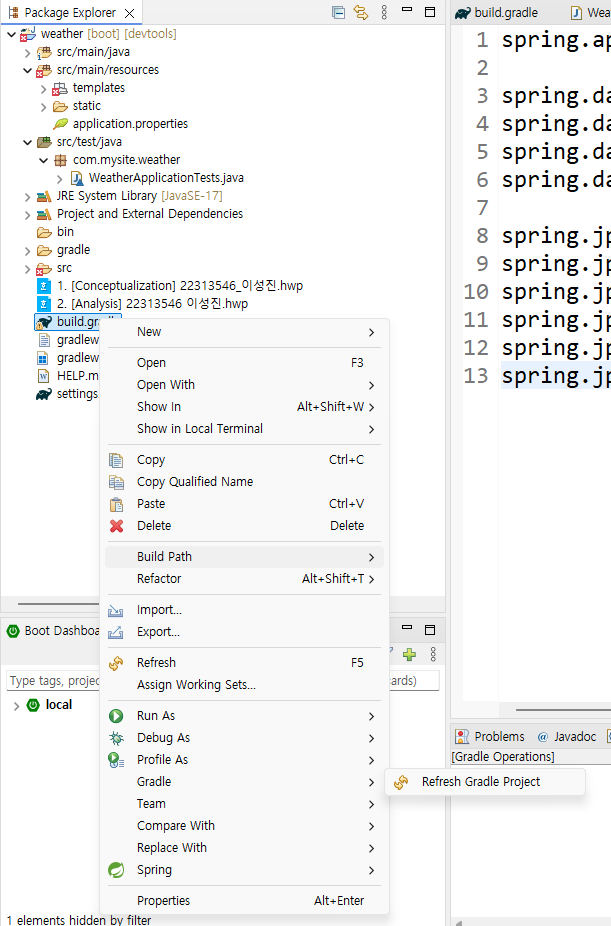 Package Explorer
weather [boot] [devtools]
src/main/java
src/main/resources
templates
static
application.properties
src/test/java
com.mysite.weather
WeatherApplicationTests.java
JRE System Library [JavaSE-17]
Project and External Dependencies
bin
gradle
src
1. [Conceptualization] 22313546_이성진.hwp
2. [Analysis] 22313546 이성진.hwp
build.gradle
gradlew
gradlew
HELP.m
settings
New
Open F3
Open With
Show In Alt+Shift+W
Show in Local Terminal
Copy Ctrl+C
Copy Qualified Name
Paste Ctrl+V
Delete Delete
Build Path
Refactor Alt+Shift+T
Import...
Export...
Refresh F5
Assign Working Sets...
Run As
Debug As
Profile As
Gradle
Team
Compare With
Replace With
Spring
Properties Alt+Enter
Refresh Gradle Project
Boot Dashboa
Type tags, projec
cards)
local
1 elements hidden by filter
build.gradle
Wea
1 spring.ap
2
3 spring.da
4 spring.da
5 spring.da
6 spring.da
7
8 spring.jp
9 spring.jp
10 spring.jp
11 spring.jp
12 spring.jp
13 spring.jp
Problems @ Javadoc
[Gradle Operations]